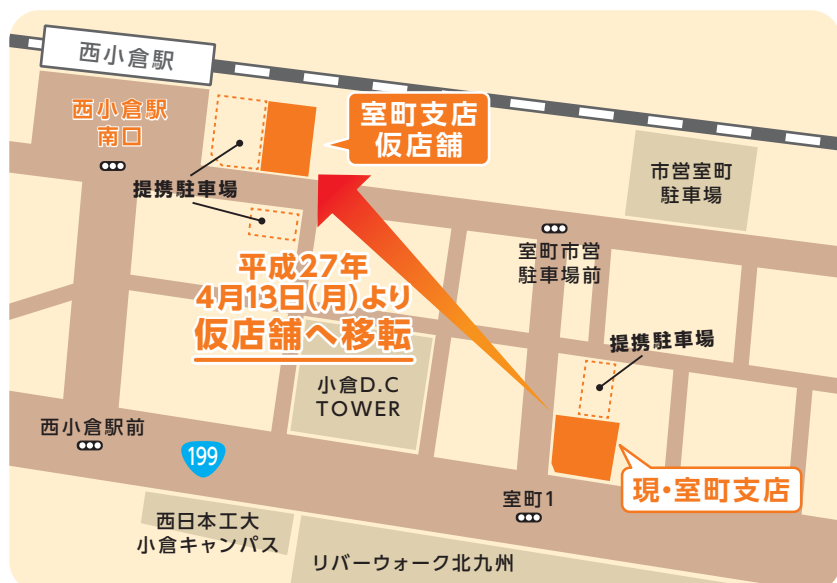 西小倉駅
西小倉駅
南口
室町支店
仮店舗
提携駐車場
市営室町
駐車場
室町市営
駐車場前
平成27年
4月13日(月)より
仮店舗へ移転
提携駐車場
小倉D.C
TOWER
西小倉駅前
199
現・室町支店
室町1
西日本工大
小倉キャンパス
リバーウォーク北九州